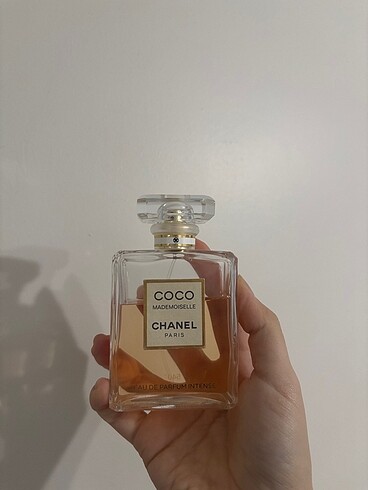 COCO
MADEMOISELLE
CHANEL
PARIS
EAU DE PARFUM INTENSE